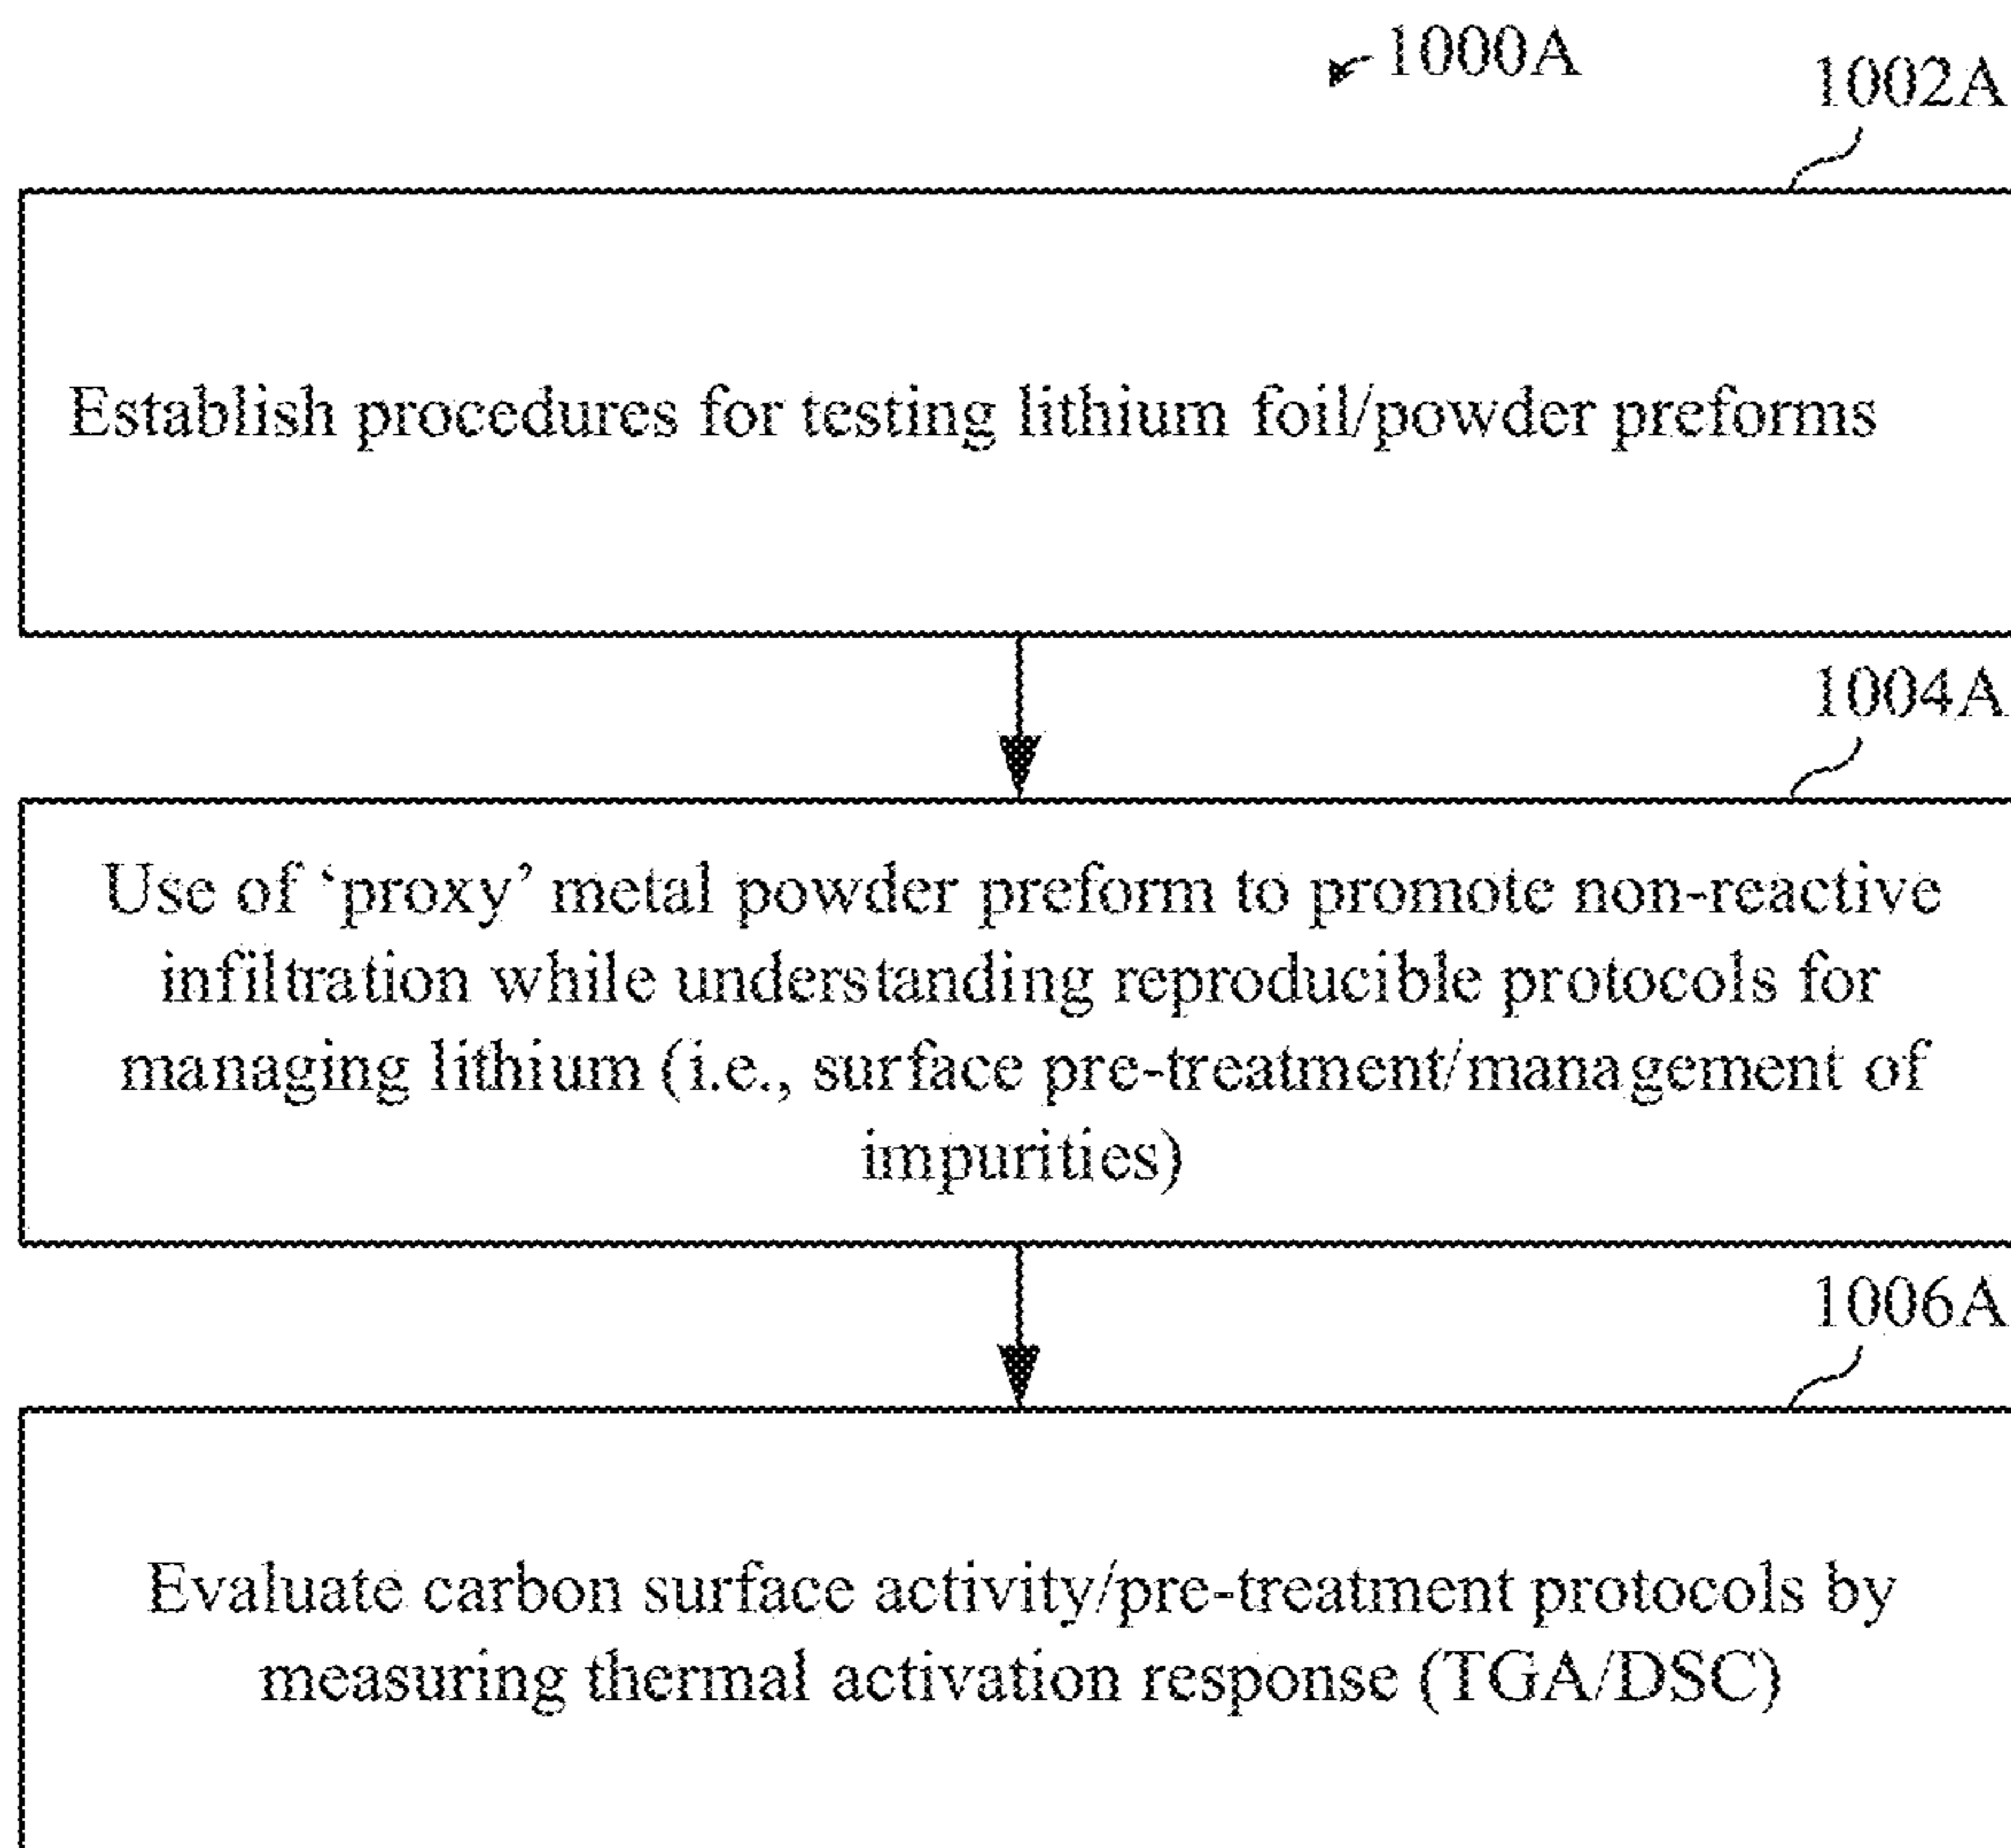 1000A
1002A
Establish procedures for testing lithium foil/powder preforms
1004A
Use of ‘proxy’ metal powder preform to promote non-reactive
infiltration while understanding reproducible protocols for
managing lithium (i.e., surface pre-treatment/management of
impurities)
1006A
Evaluate carbon surface activity/pre-treatment protocols by
measuring thermal activation response (TGA/DSC)